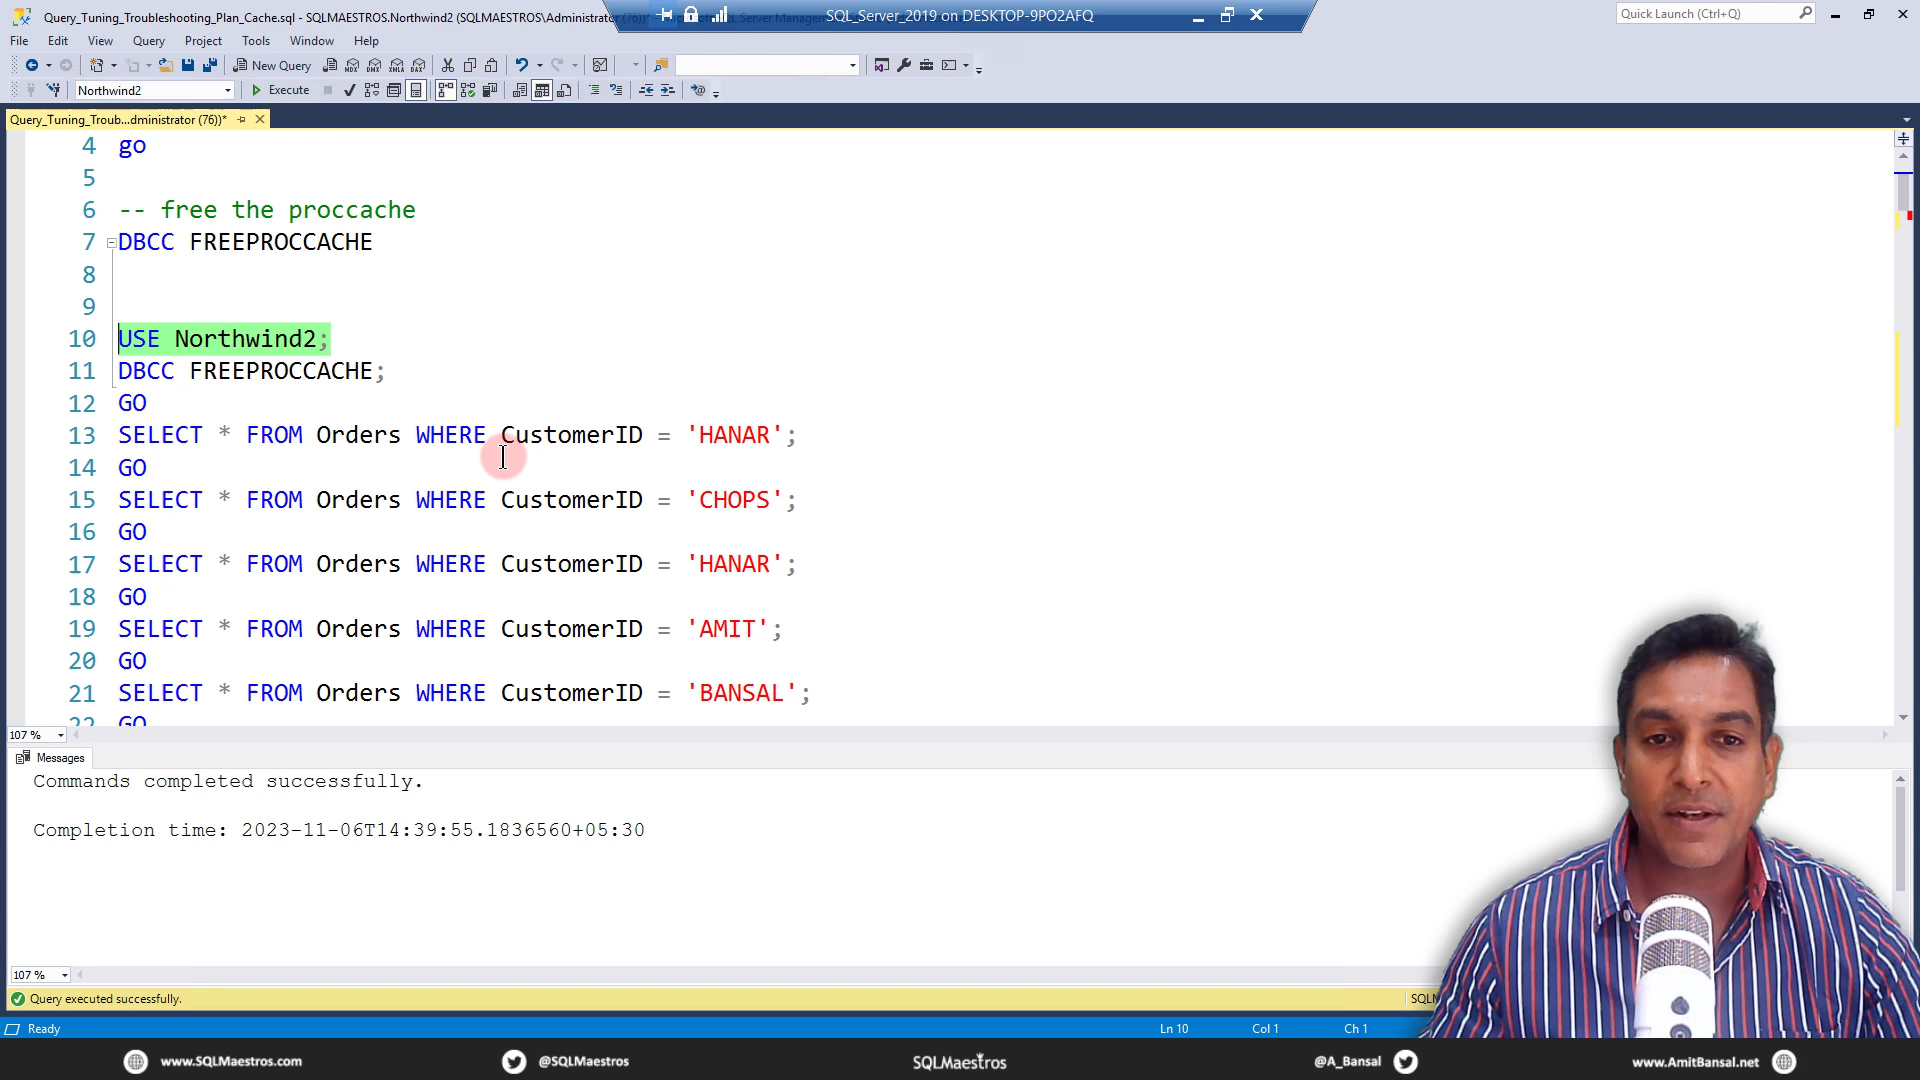 Query_Tuning_Troubleshooting_Plan_Cache.sql - SQLMAESTROS.Northwind2 (SQLMAESTROS\Administrator
SQL_Server_2019 on DESKTOP-9PO2AFQ
Quick Launch (Ctrl+Q)
File Edit View Query Project Tools Window Help
New Query
Northwind2
Execute
Query_Tuning_Troub...dministrator (76))*
4 go
5
6 -- free the proccache
7 DBCC FREEPROCCACHE
8
9
10 USE Northwind2;
11 DBCC FREEPROCCACHE;
12 GO
13 SELECT * FROM Orders WHERE CustomerID = 'HANAR';
14 GO
15 SELECT * FROM Orders WHERE CustomerID = 'CHOPS';
16 GO
17 SELECT * FROM Orders WHERE CustomerID = 'HANAR';
18 GO
19 SELECT * FROM Orders WHERE CustomerID = 'AMIT';
20 GO
21 SELECT * FROM Orders WHERE CustomerID = 'BANSAL';
22 GO
107 %
Messages
Commands completed successfully.
Completion time: 2023-11-06T14:39:55.1836560+05:30
107 %
Query executed successfully.
Ready
Ln 10 Col 1 Ch 1
www.SQLMaestros.com @SQLMaestros SQLMaestros @A_Bansal www.AmitBansal.net